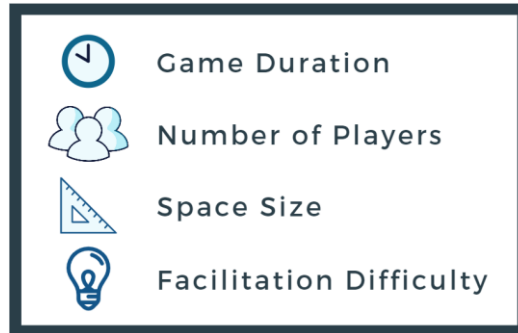 Game Duration
Number of Players
Space Size
Facilitation Difficulty